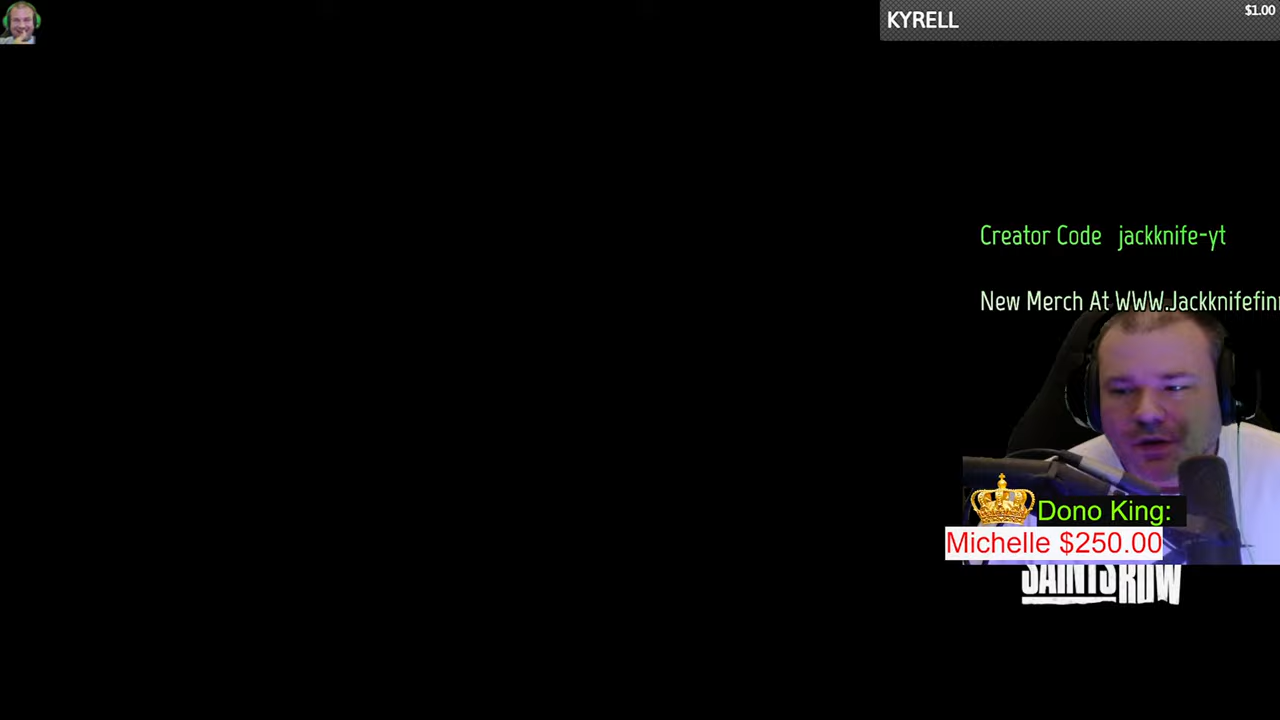 KYRELL
$1.00
Creator Code jackknife-yt
New Merch At WWW.Jackknifefin
Dono King:
Michelle $250.00
SAINTS ROW